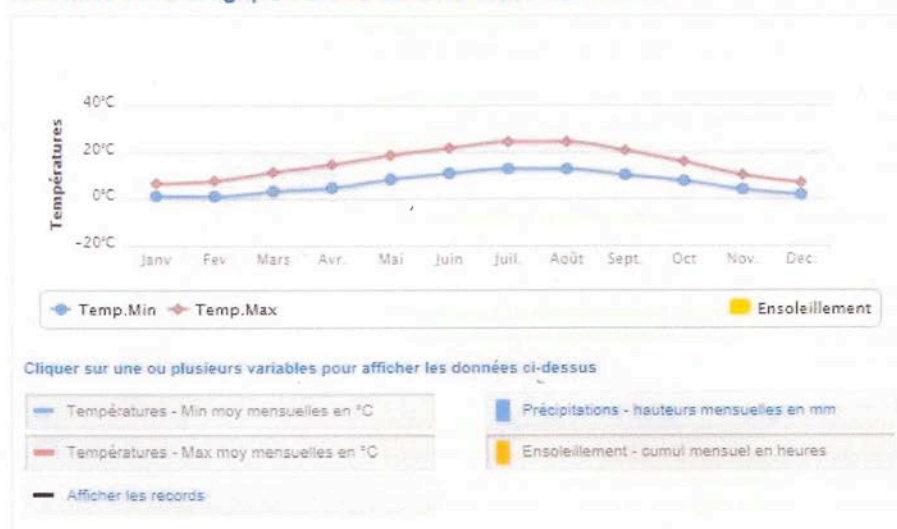 40°C
20°C
0°C
-20°C
Températures
Janv Fev Mars Avr. Mai Juin Juil. Août Sept. Oct Nov. Dec.
Temp.Min Temp.Max Ensoleillement
Cliquer sur une ou plusieurs variables pour afficher les données ci-dessus
Températures - Min moy mensuelles en °C
Précipitations - hauteurs mensuelles en mm
Températures - Max moy mensuelles en °C
Ensoleillement - cumul mensuel en heures
Afficher les records